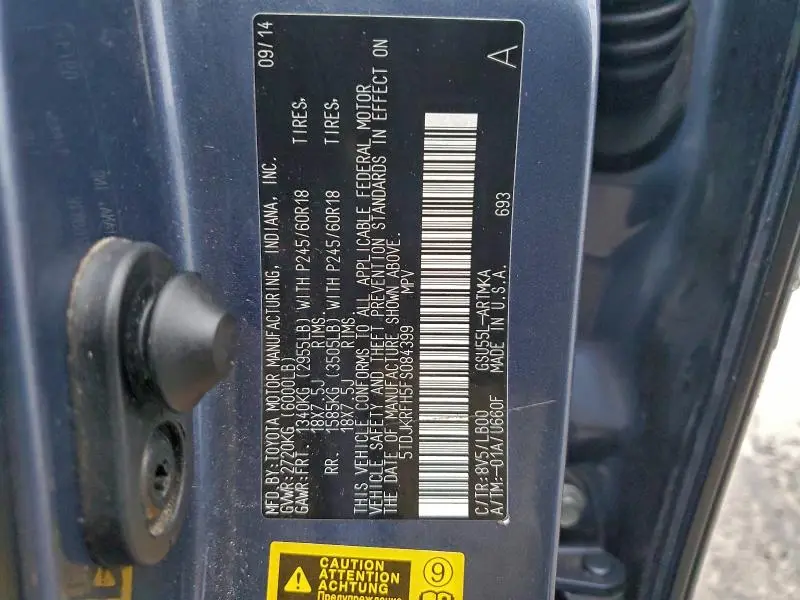 MFD.BY:TOYOTA MOTOR MANUFACTURING, INDIANA, INC. 09/14
GVWR:2720KG (6000LB)
GAWR:FRT. 1340KG (2955LB) WITH P245/60R18 TIRES,
18X7.5J RIMS
RR. 1585KG (3505LB) WITH P245/60R18 TIRES,
18X7.5J RIMS
THIS VEHICLE CONFORMS TO ALL APPLICABLE FEDERAL MOTOR
VEHICLE SAFETY AND THEFT PREVENTION STANDARDS IN EFFECT ON
THE DATE OF MANUFACTURE SHOWN ABOVE.
5TDJKRFH5FS084399 MPV
C/TR:8V5/LB00 GSU55L-ARTMKA 693
A/TM:-01A/U660F MADE IN U.S.A.
A
CAUTION
ATTENTION
ACHTUNG
Предупреждение
9